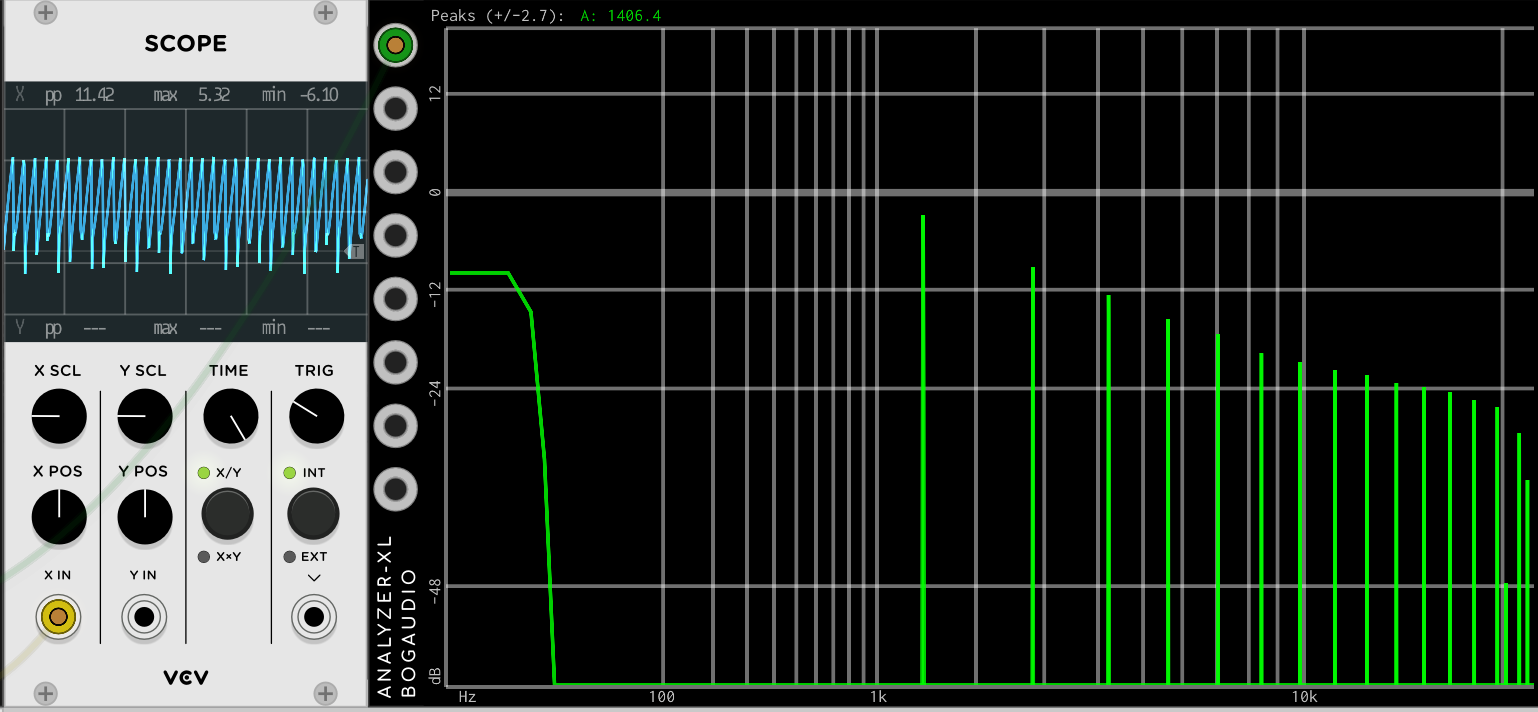 SCOPE
X pp 11.42 max 5.32 min -6.10
T
Y pp --- max --- min ---
X SCL Y SCL TIME TRIG
X POS Y POS X/Y INT
X×Y EXT
X IN Y IN
VCV
ANALYZER-XL
BOGAUDIO
Peaks (+/-2.7): A: 1406.4
12
0
-12
-24
-48
dB
Hz 100 1k 10k